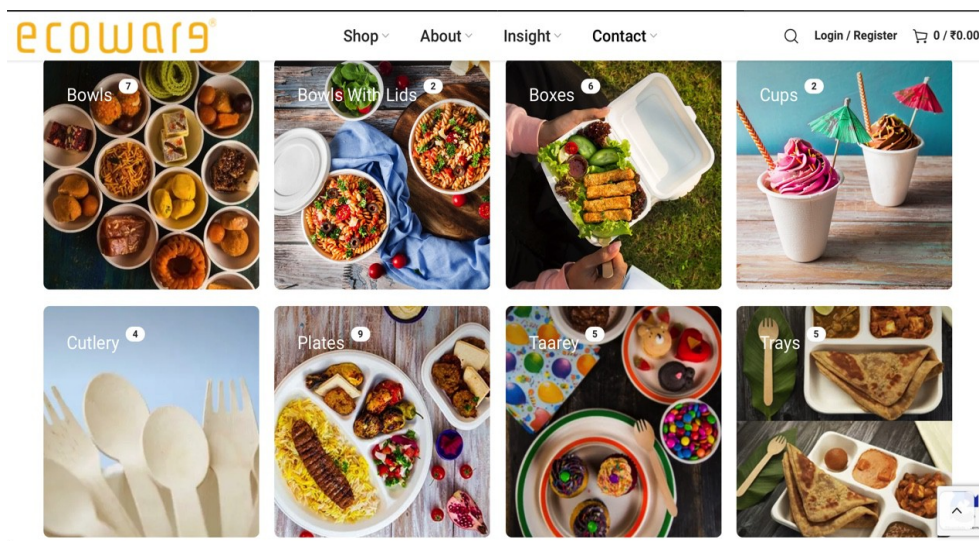 ecoware®
Shop About Insight Contact Login / Register 0 / ₹0.00
Bowls 7
Bowls With Lids 2
Boxes 6
Cups 2
Cutlery 4
Plates 9
Taarey 5
Trays 5